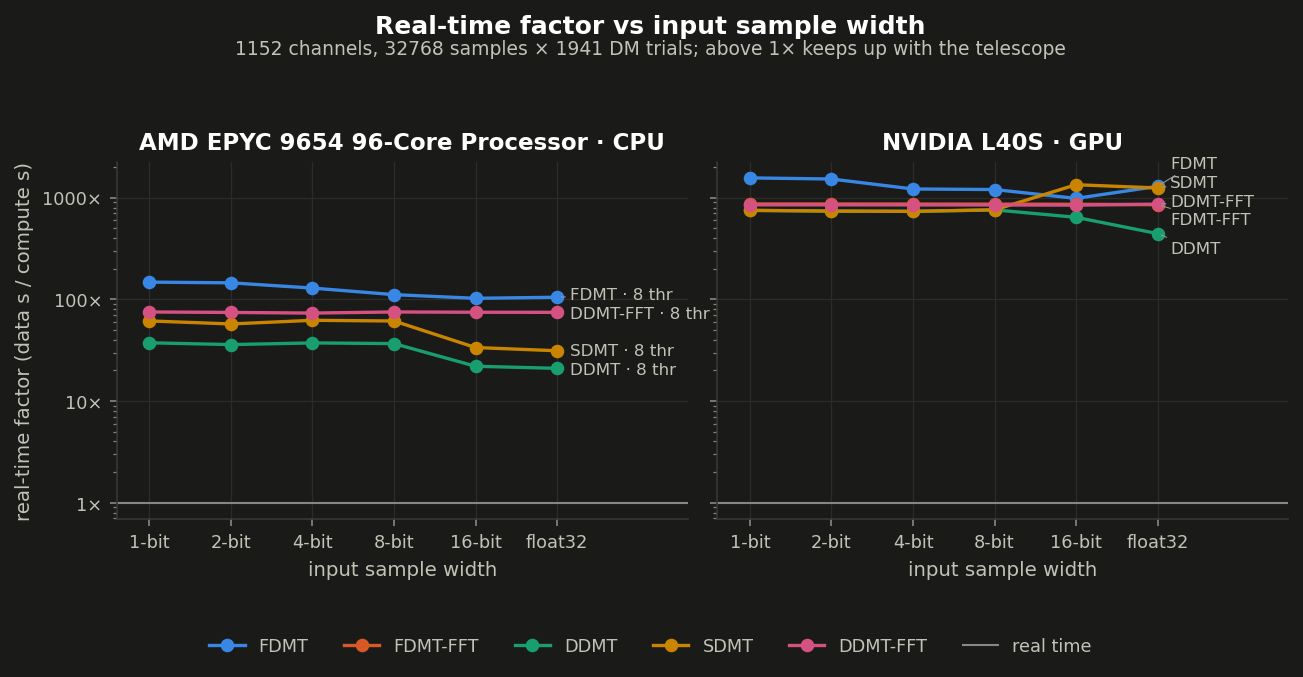 Real-time factor vs input sample width
1152 channels, 32768 samples × 1941 DM trials; above 1× keeps up with the telescope
AMD EPYC 9654 96-Core Processor · CPU
real-time factor (data s / compute s)
1000×
100×
10×
1×
FDMT · 8 thr
DDMT-FFT · 8 thr
SDMT · 8 thr
DDMT · 8 thr
1-bit 2-bit 4-bit 8-bit 16-bit float32
input sample width
NVIDIA L40S · GPU
FDMT
SDMT
DDMT-FFT
FDMT-FFT
DDMT
1-bit 2-bit 4-bit 8-bit 16-bit float32
input sample width
FDMT FDMT-FFT DDMT SDMT DDMT-FFT real time